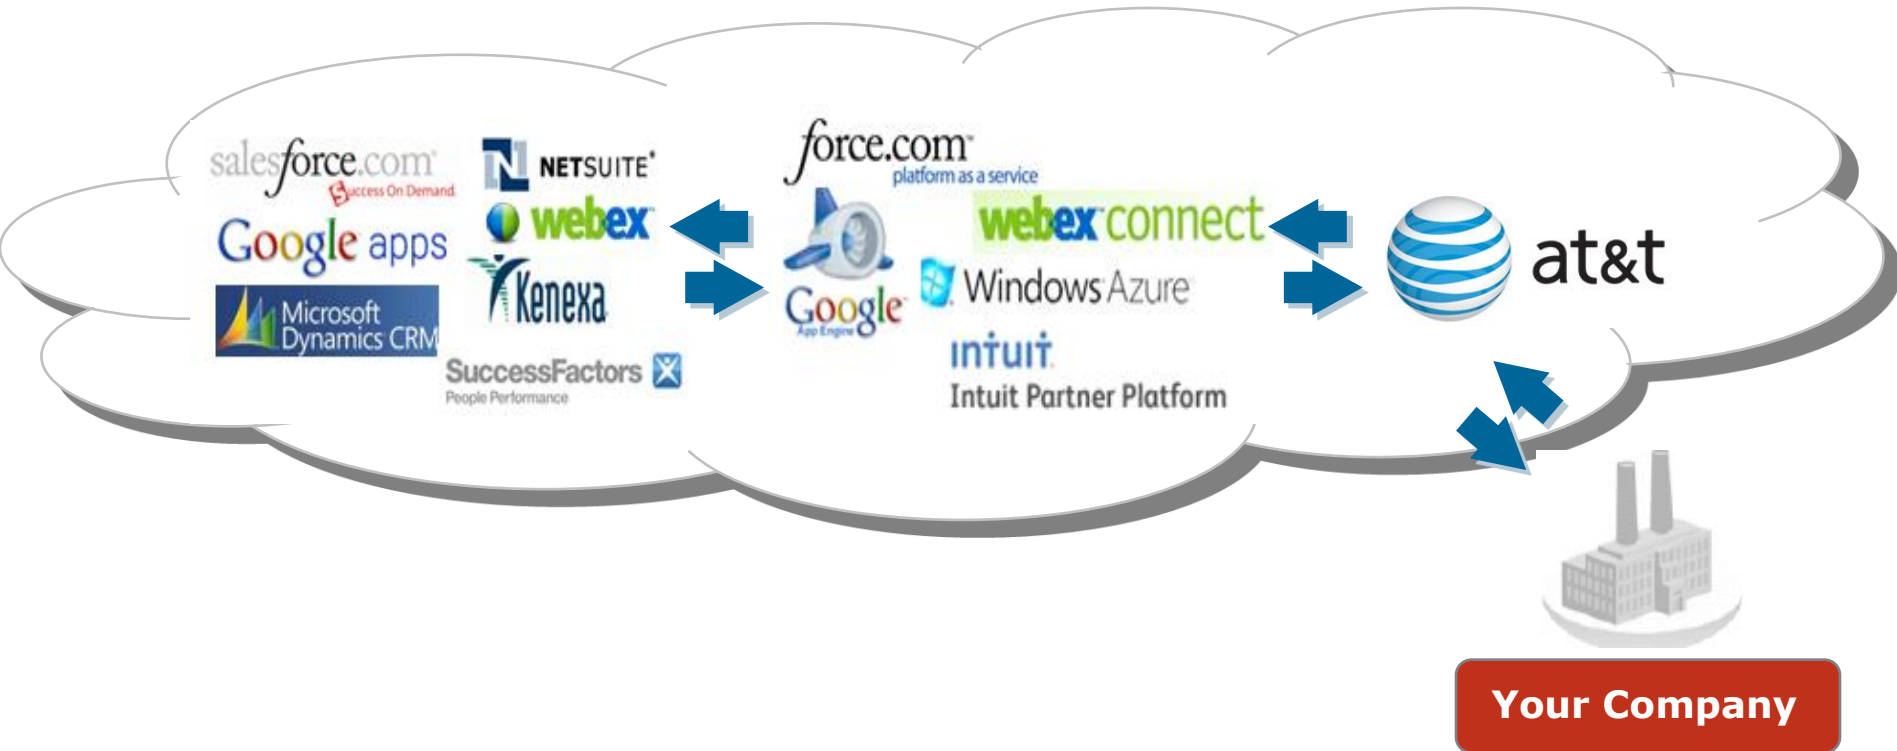 salesforce.com
Success On Demand
Google apps
Microsoft
Dynamics CRM
NETSUITE
webex
Kenexa
SuccessFactors
People Performance
force.com™
platform as a service
Google
App Engine
webex connect
Windows Azure
intuit
Intuit Partner Platform
at&t
Your Company